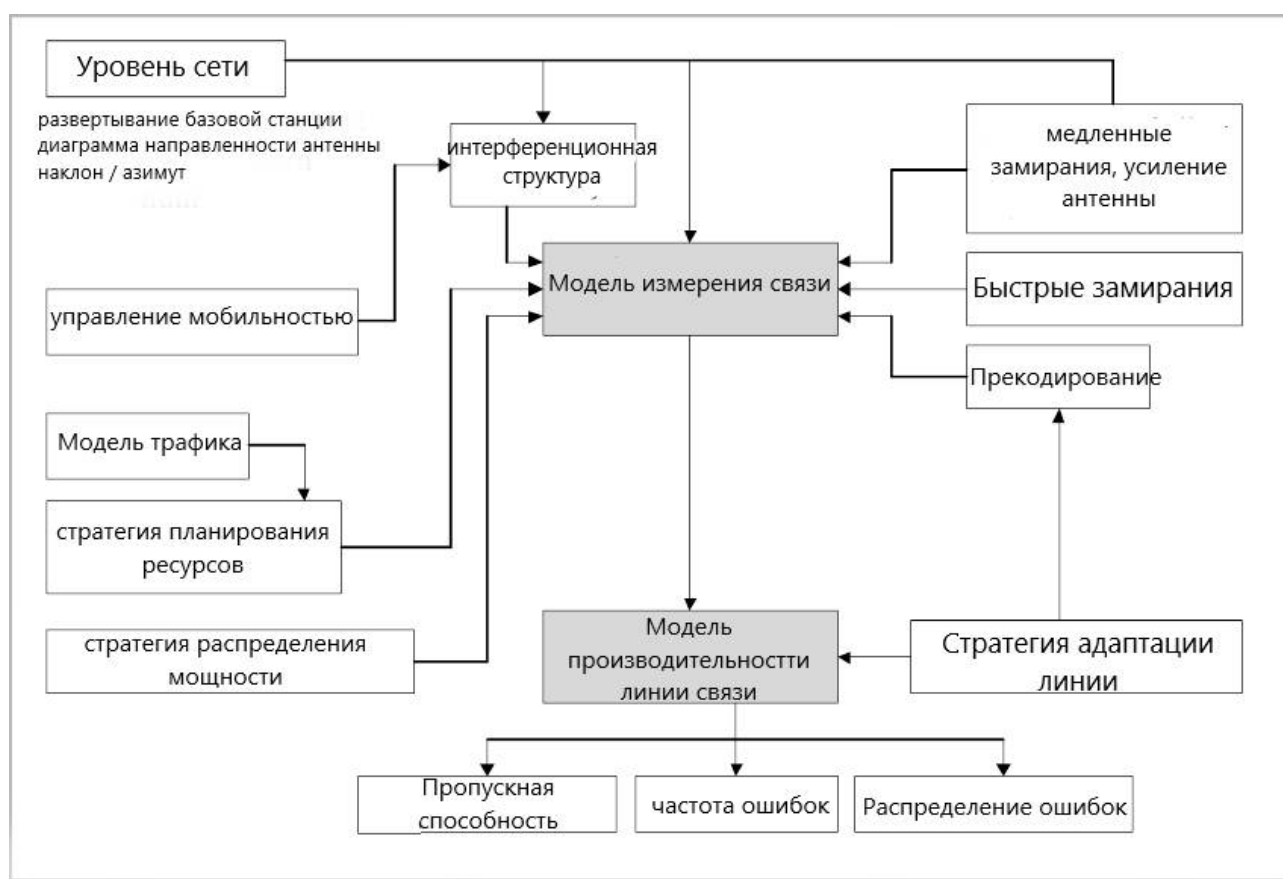 Уровень сети
развертывание базовой станции
диаграмма направленности антенны
наклон / азимут
интерференционная
структура
медленные
замирания, усиление
антенны
Модель измерения связи
Быстрые замирания
управление мобильностью
Прекодирование
Модель трафика
стратегия планирования
ресурсов
стратегия распределения
мощности
Модель
производительностти
линии связи
Стратегия адаптации
линии
Пропускная
способность
частота ошибок
Распределение ошибок